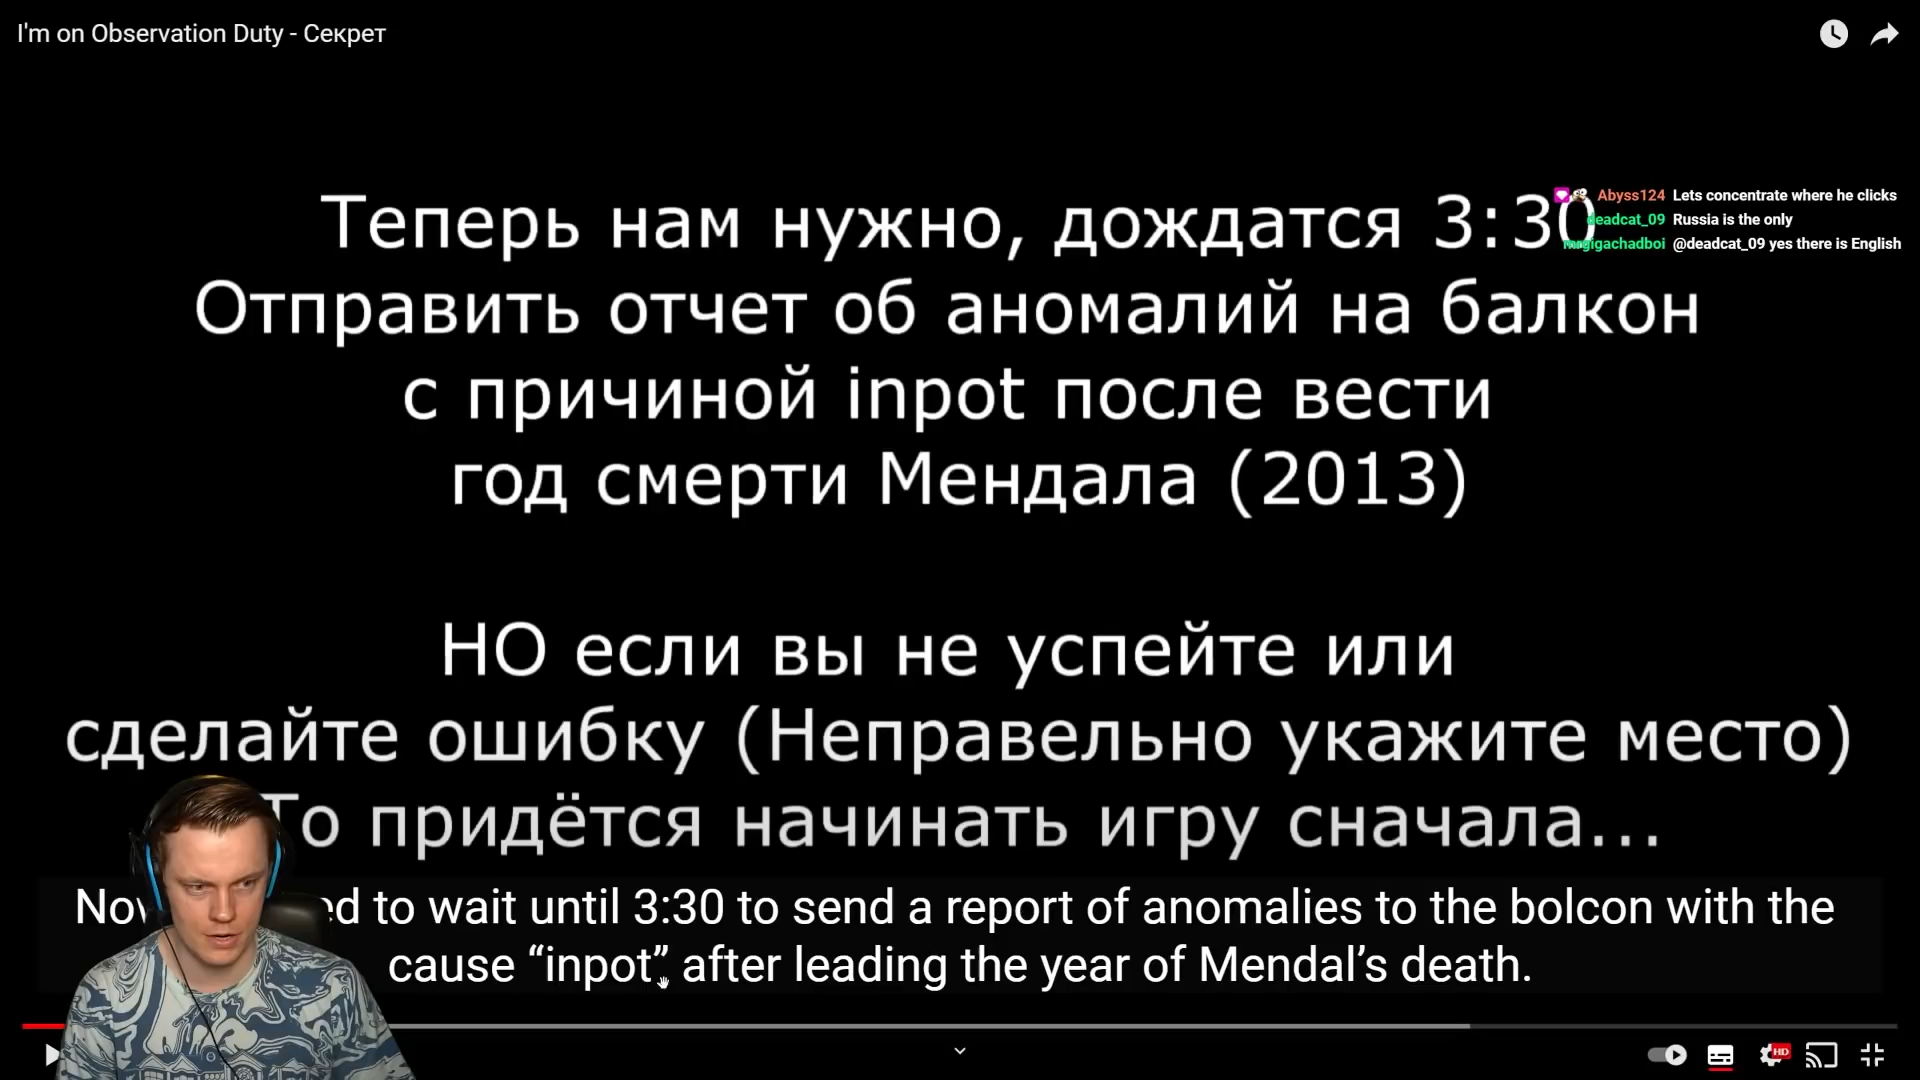 I'm on Observation Duty - Секрет
Abyss124 Lets concentrate where he clicks
deadcat_09 Russia is the only
mrgigachadboi @deadcat_09 yes there is English
Теперь нам нужно, дождатся 3:30
Отправить отчет об аномалий на балкон
с причиной inpot после вести
год смерти Мендала (2013)
НО если вы не успейте или
сделайте ошибку (Неправельно укажите место)
То придётся начинать игру сначала...
to wait until 3:30 to send a report of anomalies to the bolcon with the
cause “inpot” after leading the year of Mendal’s death.
HD